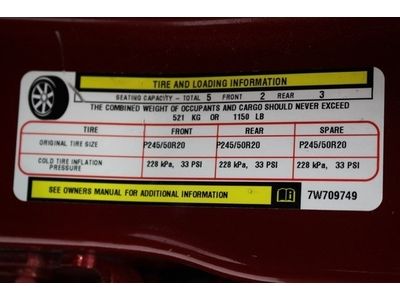 TIRE AND LOADING INFORMATION
SEATING CAPACITY - TOTAL 5 FRONT 2 REAR 3
THE COMBINED WEIGHT OF OCCUPANTS AND CARGO SHOULD NEVER EXCEED
521 KG OR 1150 LB
TIRE FRONT REAR SPARE
ORIGINAL TIRE SIZE P245/50R20 P245/50R20 P245/50R20
COLD TIRE INFLATION PRESSURE 228 kPa, 33 PSI 228 kPa, 33 PSI 228 kPa, 33 PSI
SEE OWNERS MANUAL FOR ADDITIONAL INFORMATION 7W709749